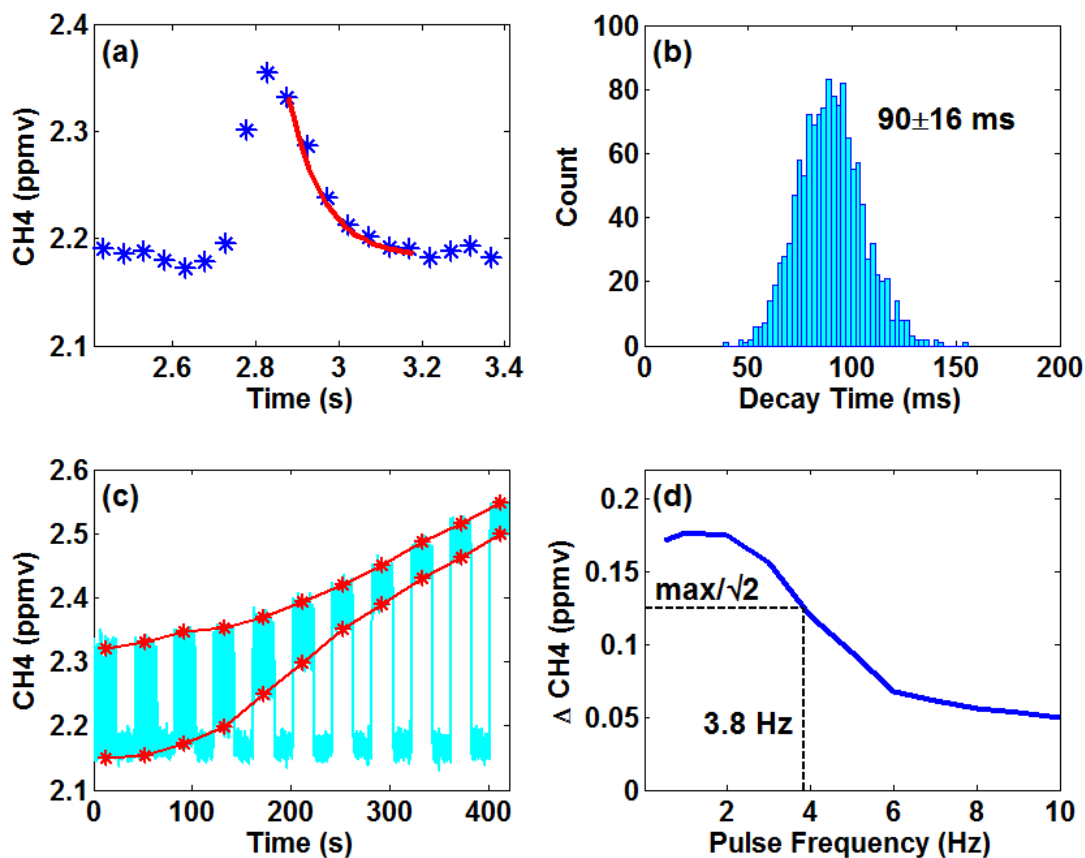 (a)
2.4
2.3
2.2
2.1
CH4 (ppmv)
2.6
2.8
3
3.2
3.4
Time (s)
(b)
90±16 ms
100
80
60
40
20
0
Count
0
50
100
150
200
Decay Time (ms)
(c)
2.6
2.5
2.4
2.3
2.2
2.1
CH4 (ppmv)
0
100
200
300
400
Time (s)
(d)
0.2
0.15
0.1
0.05
0
Δ CH4 (ppmv)
max/√2
3.8 Hz
2
4
6
8
10
Pulse Frequency (Hz)